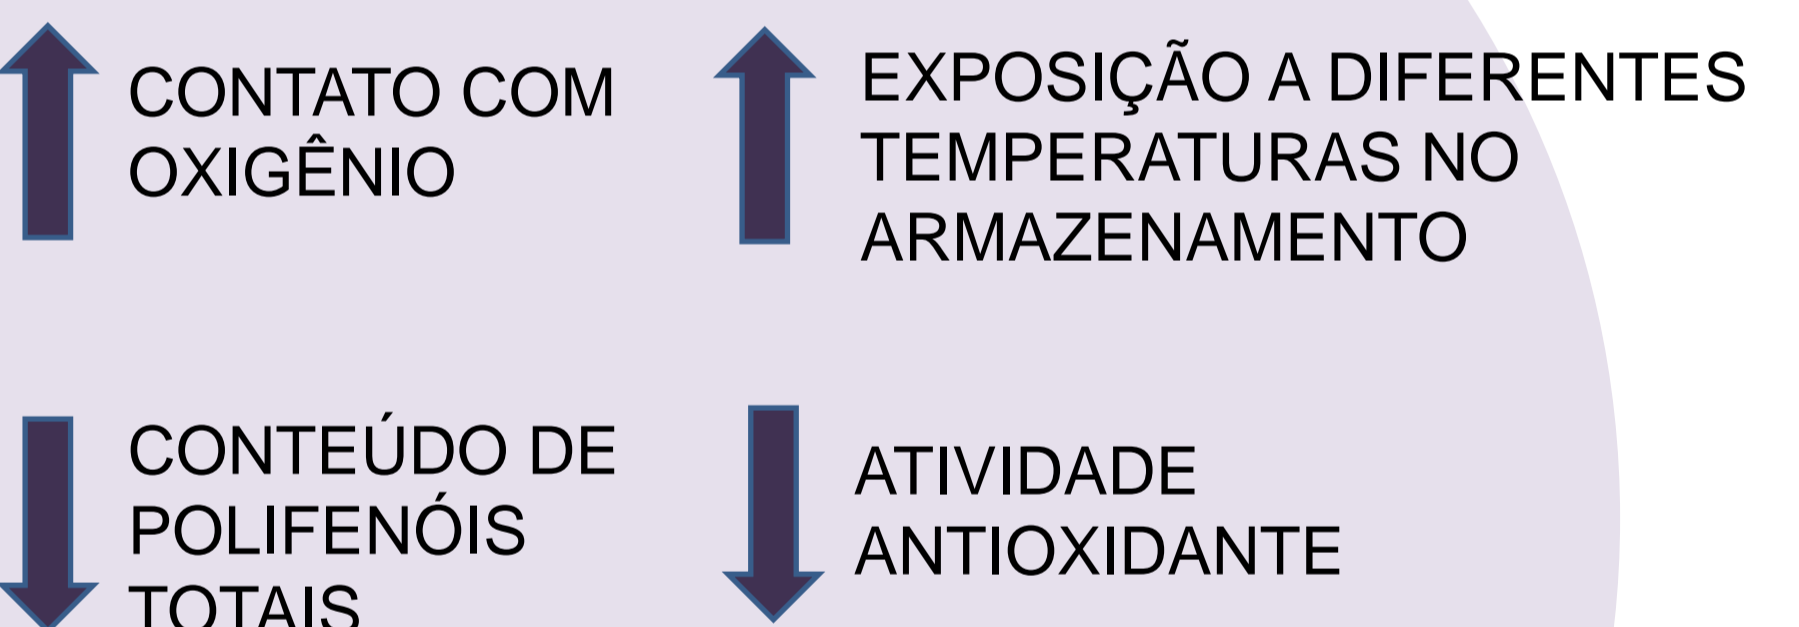 CONTATO COM
OXIGÊNIO
EXPOSIÇÃO A DIFERENTES
TEMPERATURAS NO
ARMAZENAMENTO
CONTEÚDO DE
POLIFENÓIS
TOTAIS
ATIVIDADE
ANTIOXIDANTE